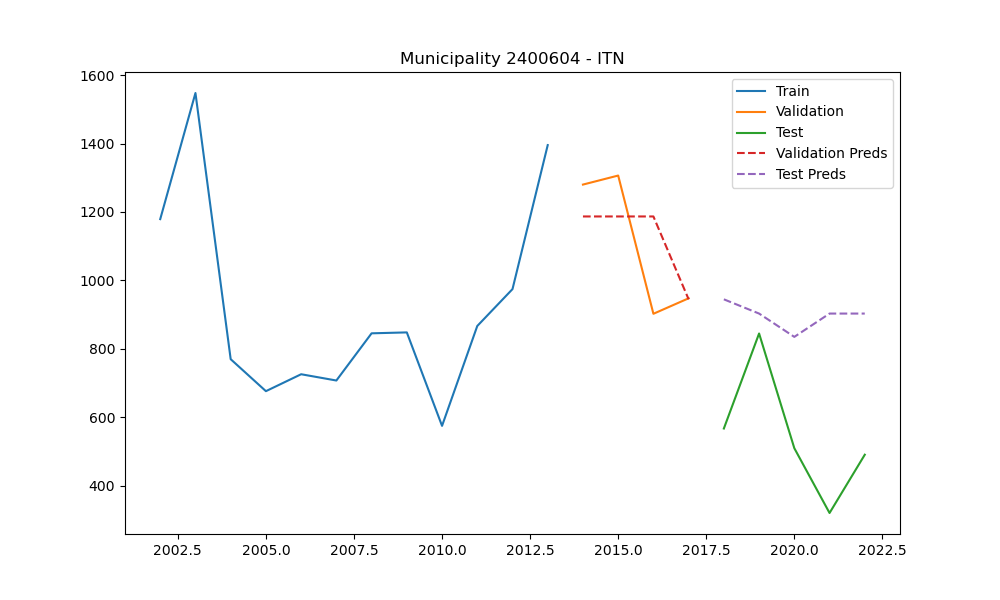 Municipality 2400604 - ITN
1600
1400
1200
1000
800
600
400
2002.5 2005.0 2007.5 2010.0 2012.5 2015.0 2017.5 2020.0 2022.5
Train
Validation
Test
Validation Preds
Test Preds